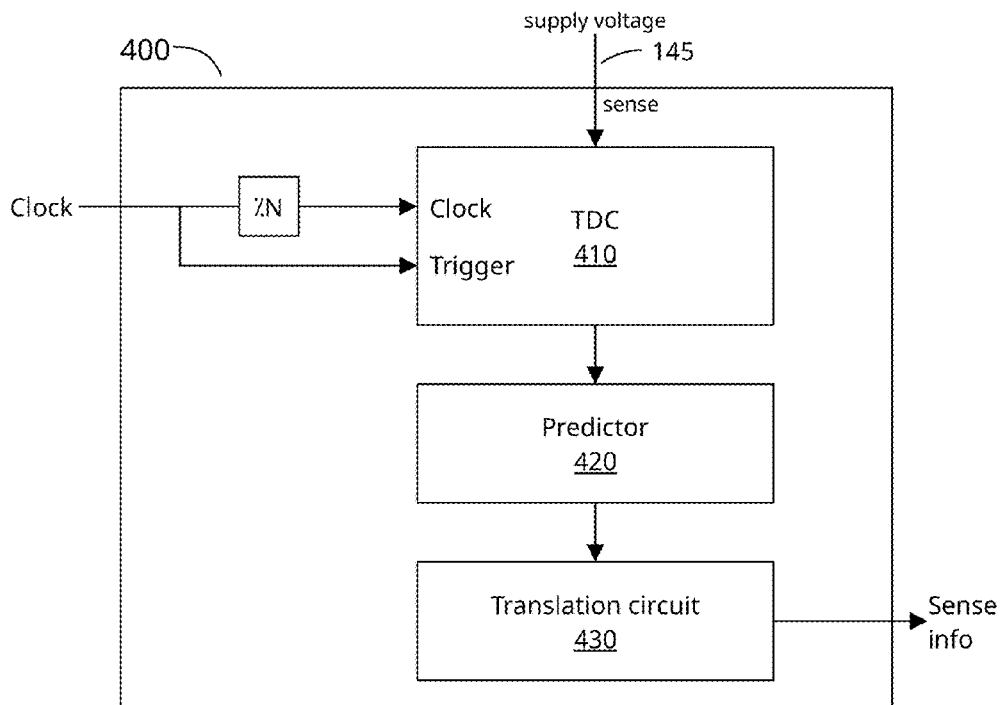 supply voltage
400
145
sense
Clock
⁒N
Clock
Trigger
TDC
410
Predictor
420
Translation circuit
430
Sense
info